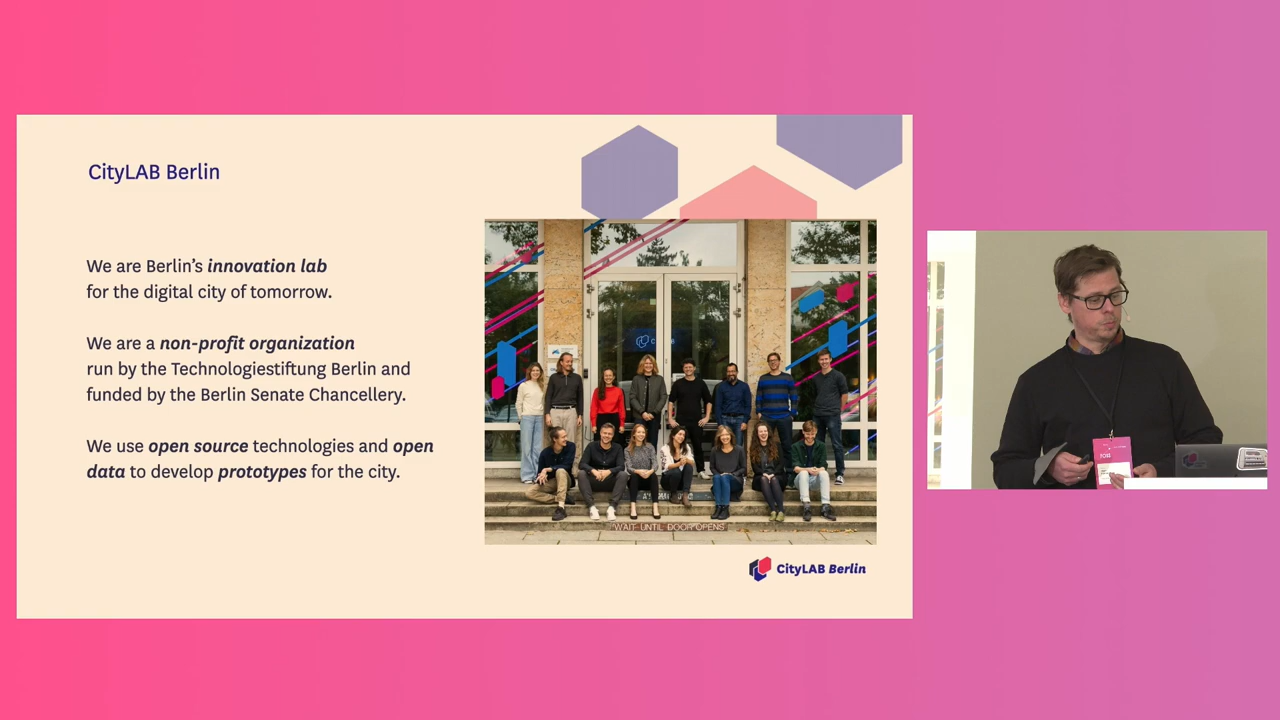 CityLAB Berlin
We are Berlin's innovation lab
for the digital city of tomorrow.
We are a non-profit organization
run by the Technologiestiftung Berlin and
funded by the Berlin Senate Chancellery.
We use open source technologies and open
data to develop prototypes for the city.
WAIT UNTIL DOOR OPENS
CityLAB Berlin